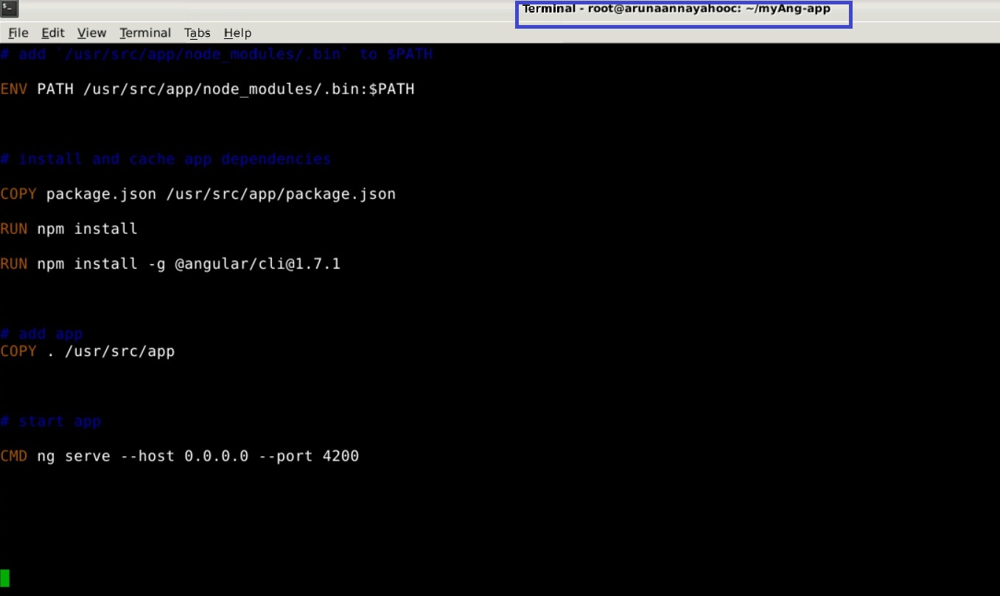 Terminal - root@arunaannayahooc: ~/myAng-app
File Edit View Terminal Tabs Help
# add `/usr/src/app/node_modules/.bin` to $PATH
ENV PATH /usr/src/app/node_modules/.bin:$PATH
# install and cache app dependencies
COPY package.json /usr/src/app/package.json
RUN npm install
RUN npm install -g @angular/cli@1.7.1
# add app
COPY . /usr/src/app
# start app
CMD ng serve --host 0.0.0.0 --port 4200